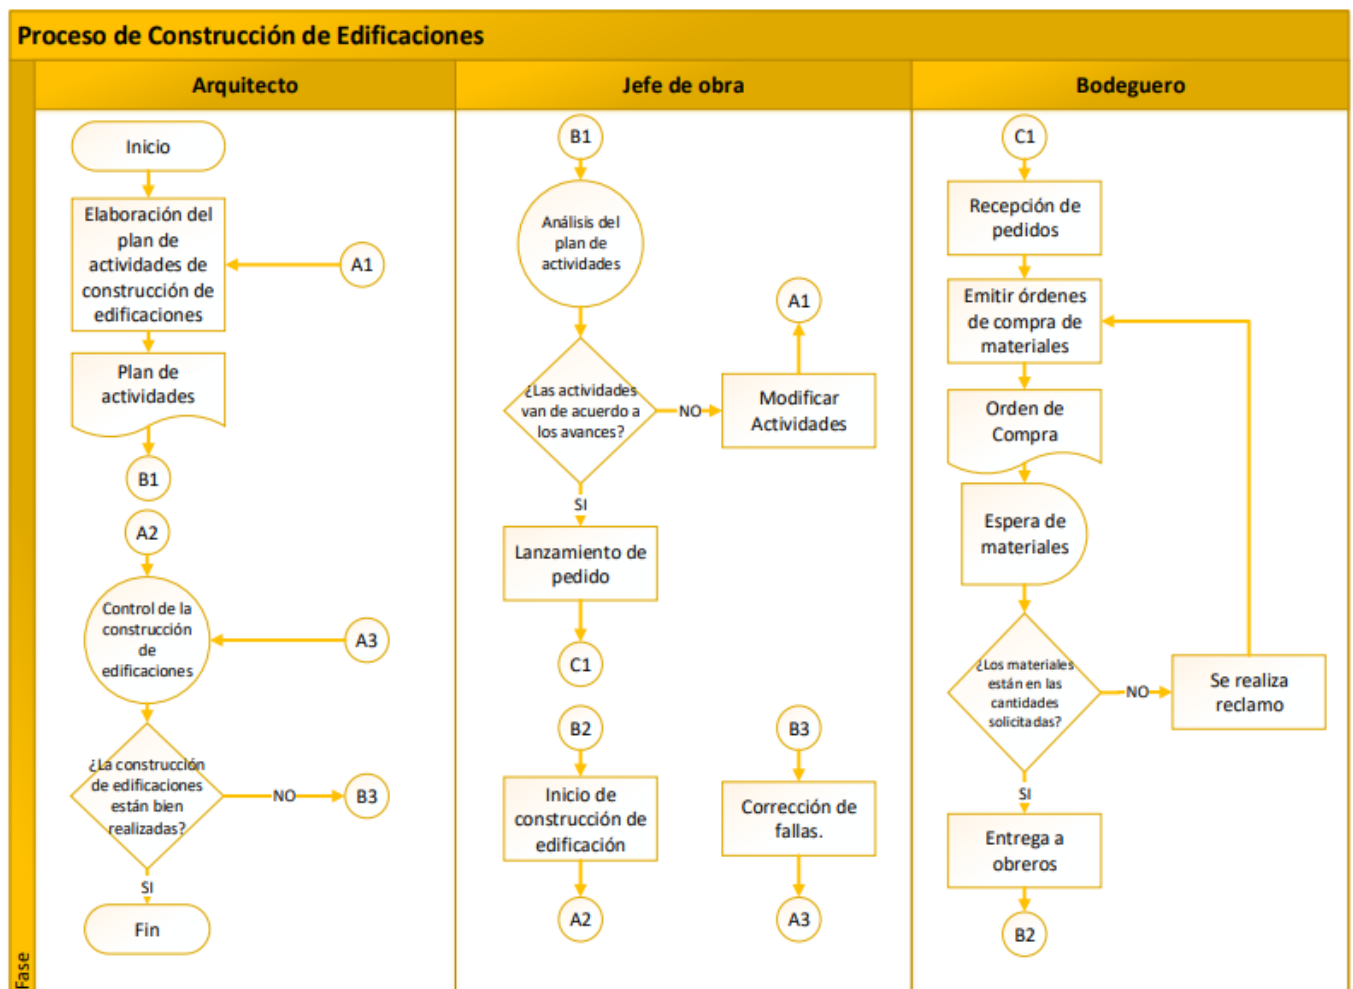 Proceso de Construcción de Edificaciones
Arquitecto
Jefe de obra
Bodeguero
Inicio
Elaboración del
plan de
actividades de
construcción de
edificaciones
A1
Plan de
actividades
B1
A2
Control de la
construcción
de
edificaciones
A3
¿La construcción
de edificaciones
están bien
realizadas?
NO
B3
SI
Fin
B1
Análisis del
plan de
actividades
A1
¿Las actividades
van de acuerdo a
los avances?
NO
Modificar
Actividades
SI
Lanzamiento de
pedido
C1
B2
Inicio de
construcción de
edificación
A2
B3
Corrección de
fallas.
A3
C1
Recepción de
pedidos
Emitir órdenes
de compra de
materiales
Orden de
Compra
Espera de
materiales
¿Los materiales
están en las
cantidades
solicitadas?
NO
Se realiza
reclamo
SI
Entrega a
obreros
B2
Fase